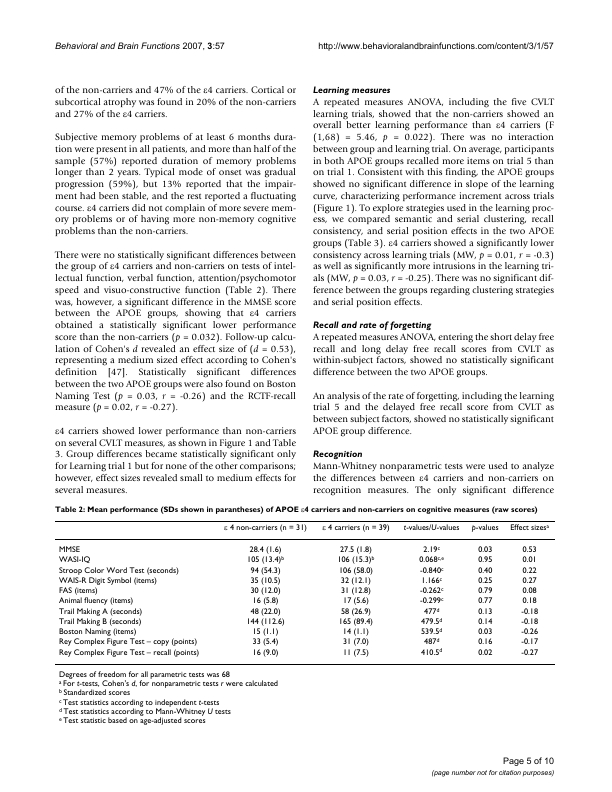 Behavioral and Brain Functions 2007, 3:57
http://www.behavioralandbrainfunctions.com/content/3/1/57
of the non-carriers and 47% of the ε4 carriers. Cortical or
subcortical atrophy was found in 20% of the non-carriers
and 27% of the ε4 carriers.
Subjective memory problems of at least 6 months dura-
tion were present in all patients, and more than half of the
sample (57%) reported duration of memory problems
longer than 2 years. Typical mode of onset was gradual
progression (59%), but 13% reported that the impair-
ment had been stable, and the rest reported a fluctuating
course. ε4 carriers did not complain of more severe mem-
ory problems or of having more non-memory cognitive
problems than the non-carriers.
There were no statistically significant differences between
the group of ε4 carriers and non-carriers on tests of intel-
lectual function, verbal function, attention/psychomotor
speed and visuo-constructive function (Table 2). There
was, however, a significant difference in the MMSE score
between the APOE groups, showing that ε4 carriers
obtained a statistically significant lower performance
score than the non-carriers (p = 0.032). Follow-up calcu-
lation of Cohen's d revealed an effect size of (d = 0.53),
representing a medium sized effect according to Cohen's
definition [47]. Statistically significant differences
between the two APOE groups were also found on Boston
Naming Test (p = 0.03, r = -0.26) and the RCTF-recall
measure (p = 0.02, r = -0.27).
ε4 carriers showed lower performance than non-carriers
on several CVLT measures, as shown in Figure 1 and Table
3. Group differences became statistically significant only
for Learning trial 1 but for none of the other comparisons;
however, effect sizes revealed small to medium effects for
several measures.
Learning measures
A repeated measures ANOVA, including the five CVLT
learning trials, showed that the non-carriers showed an
overall better learning performance than ε4 carriers (F
(1,68) = 5.46, p = 0.022). There was no interaction
between group and learning trial. On average, participants
in both APOE groups recalled more items on trial 5 than
on trial 1. Consistent with this finding, the APOE groups
showed no significant difference in slope of the learning
curve, characterizing performance increment across trials
(Figure 1). To explore strategies used in the learning proc-
ess, we compared semantic and serial clustering, recall
consistency, and serial position effects in the two APOE
groups (Table 3). ε4 carriers showed a significantly lower
consistency across learning trials (MW, p = 0.01, r = -0.3)
as well as significantly more intrusions in the learning tri-
als (MW, p = 0.03, r = -0.25). There was no significant dif-
ference between the groups regarding clustering strategies
and serial position effects.
Recall and rate of forgetting
A repeated measures ANOVA, entering the short delay free
recall and long delay free recall scores from CVLT as
within-subject factors, showed no statistically significant
difference between the two APOE groups.
An analysis of the rate of forgetting, including the learning
trial 5 and the delayed free recall score from CVLT as
between subject factors, showed no statistically significant
APOE group difference.
Recognition
Mann-Whitney nonparametric tests were used to analyze
the differences between ε4 carriers and non-carriers on
recognition measures. The only significant difference
Table 2: Mean performance (SDs shown in parantheses) of APOE ε4 carriers and non-carriers on cognitive measures (raw scores)
ε 4 non-carriers (n = 31) ε 4 carriers (n = 39) t-values/U-values p-values Effect sizesᵃ
MMSE 28.4 (1.6) 27.5 (1.8) 2.19ᶜ 0.03 0.53
WASI-IQ 105 (13.4)ᵇ 106 (15.3)ᵇ 0.068ᶜ,ᵉ 0.95 0.01
Stroop Color Word Test (seconds) 94 (54.3) 106 (58.0) -0.840ᶜ 0.40 0.22
WAIS-R Digit Symbol (items) 35 (10.5) 32 (12.1) 1.166ᶜ 0.25 0.27
FAS (items) 30 (12.0) 31 (12.8) -0.262ᶜ 0.79 0.08
Animal fluency (items) 16 (5.8) 17 (5.6) -0.299ᶜ 0.77 0.18
Trail Making A (seconds) 48 (22.0) 58 (26.9) 477ᵈ 0.13 -0.18
Trail Making B (seconds) 144 (112.6) 165 (89.4) 479.5ᵈ 0.14 -0.18
Boston Naming (items) 15 (1.1) 14 (1.1) 539.5ᵈ 0.03 -0.26
Rey Complex Figure Test – copy (points) 33 (5.4) 31 (7.0) 487ᵈ 0.16 -0.17
Rey Complex Figure Test – recall (points) 16 (9.0) 11 (7.5) 410.5ᵈ 0.02 -0.27
Degrees of freedom for all parametric tests was 68
ᵃ For t-tests, Cohen's d, for nonparametric tests r were calculated
ᵇ Standardized scores
ᶜ Test statistics according to independent t-tests
ᵈ Test statistics according to Mann-Whitney U tests
ᵉ Test statistic based on age-adjusted scores
Page 5 of 10
(page number not for citation purposes)